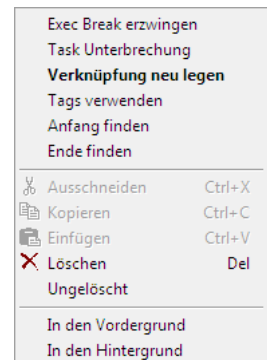 Exec Break erzwingen
Task Unterbrechung
Verknüpfung neu legen
Tags verwenden
Anfang finden
Ende finden
Ausschneiden Ctrl+X
Kopieren Ctrl+C
Einfügen Ctrl+V
Löschen Del
Ungelöscht
In den Vordergrund
In den Hintergrund